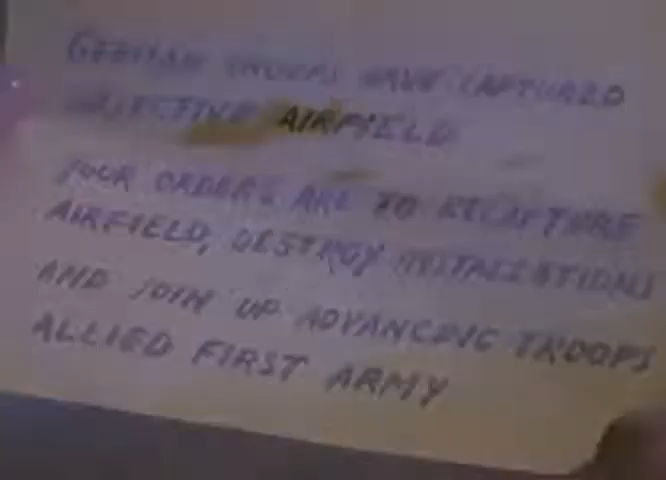 GERMAN TROOPS HAVE CAPTURED
OBJECTIVE AIRFIELD
YOUR ORDERS ARE TO RECAPTURE
AIRFIELD, DESTROY INSTALLATIONS
AND JOIN UP ADVANCING TROOPS
ALLIED FIRST ARMY